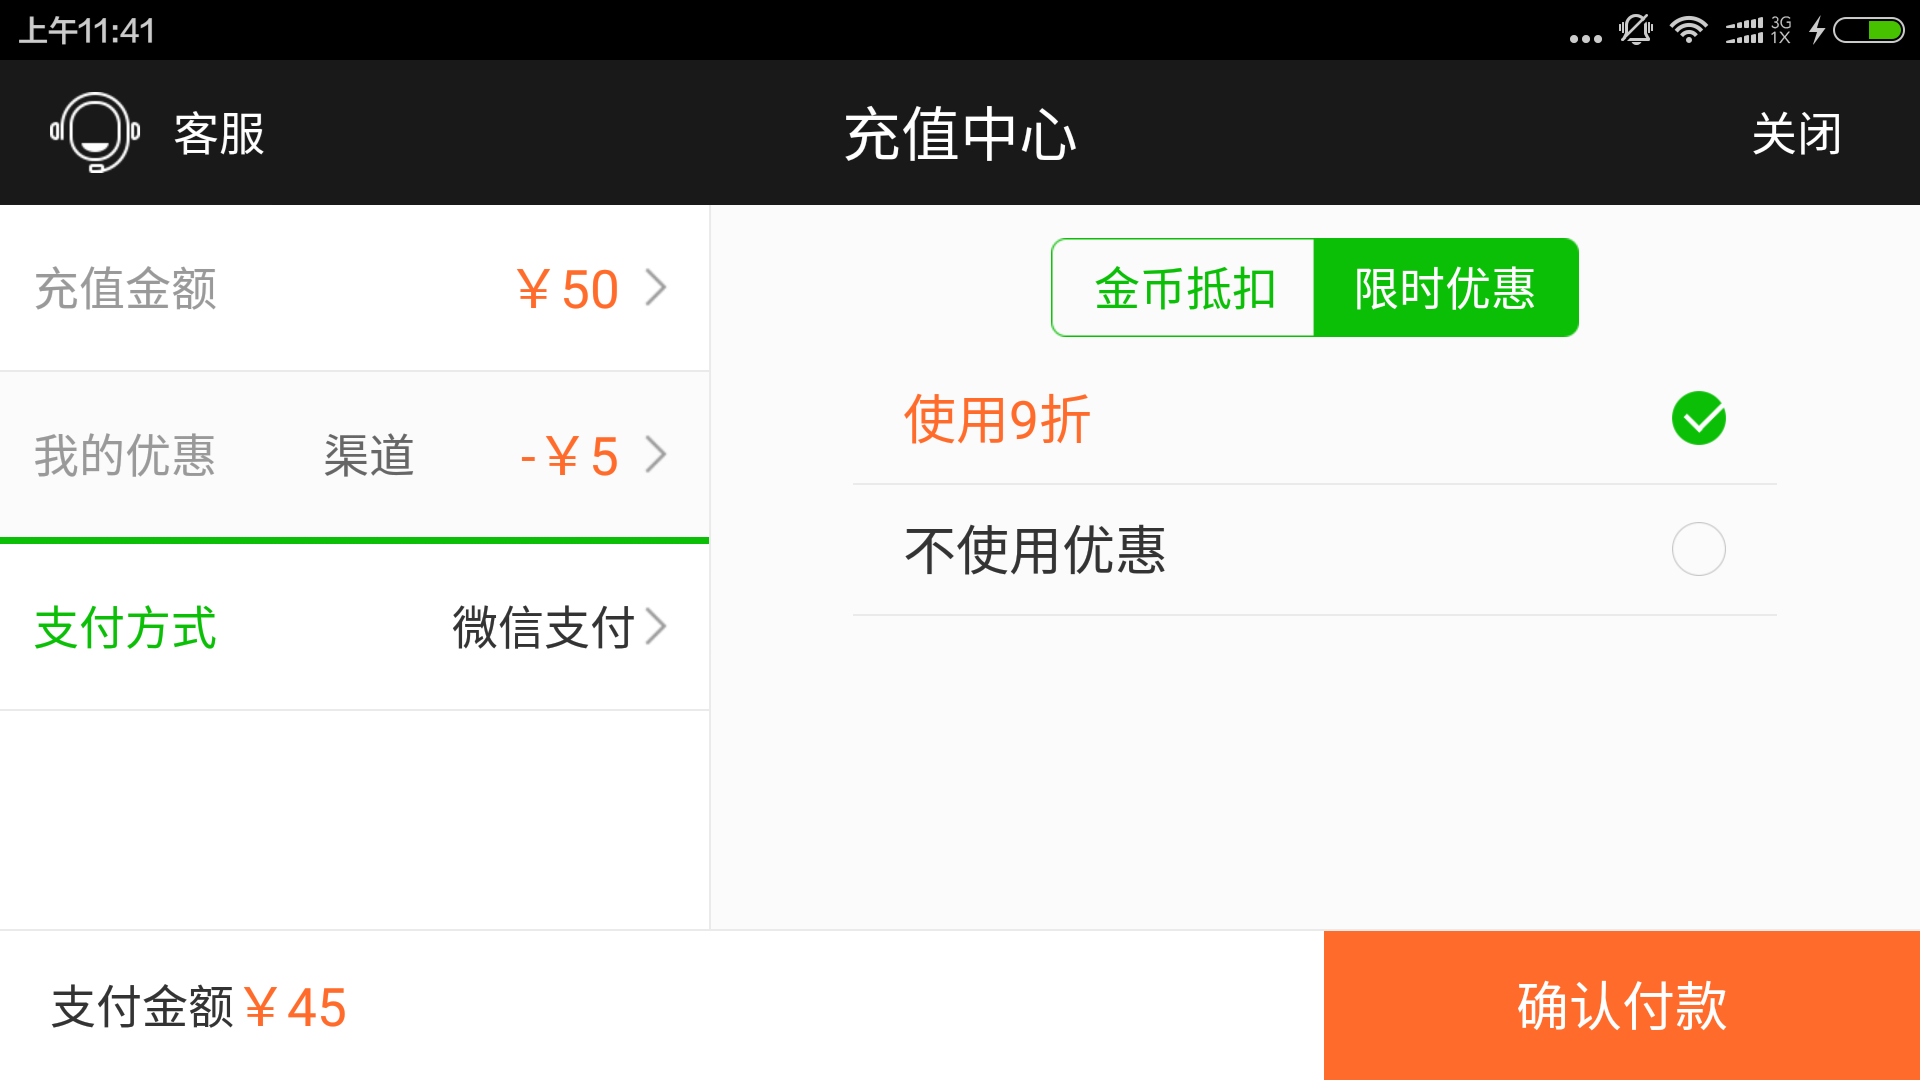 上午11:41
3G
1X
客服
充值中心
关闭
充值金额 ￥50
我的优惠 渠道 -￥5
支付方式 微信支付
金币抵扣 限时优惠
使用9折
不使用优惠
支付金额￥45
确认付款